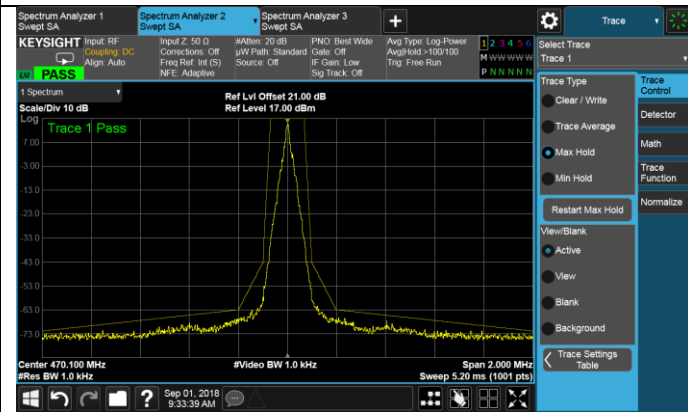 Spectrum Analyzer 1
Swept SA
Spectrum Analyzer 2
Swept SA
Spectrum Analyzer 3
Swept SA
+
Trace
KEYSIGHT
Input: RF
Coupling: DC
Align: Auto
Input Z: 50 Ω
Corrections: Off
Freq Ref: Int (S)
NFE: Adaptive
#Atten: 20 dB
µW Path: Standard
Source: Off
PNO: Best Wide
Gate: Off
IF Gain: Low
Sig Track: Off
Avg Type: Log-Power
Avg|Hold:>100/100
Trig: Free Run
1 2 3 4 5 6
M W W W W W
P N N N N N
LXI PASS
Select Trace
Trace 1
1 Spectrum
Scale/Div 10 dB
Ref Lvl Offset 21.00 dB
Ref Level 17.00 dBm
Log
Trace 1 Pass
7.00
-3.00
-13.0
-23.0
-33.0
-43.0
-53.0
-63.0
-73.0
Center 470.100 MHz
#Res BW 1.0 kHz
#Video BW 1.0 kHz
Span 2.000 MHz
Sweep 5.20 ms (1001 pts)
Trace Type
Clear / Write
Trace Average
Max Hold
Min Hold
Restart Max Hold
View/Blank
Active
View
Blank
Background
Trace Settings
Table
Trace
Control
Detector
Math
Trace
Function
Normalize
?
Sep 01, 2018
9:33:39 AM